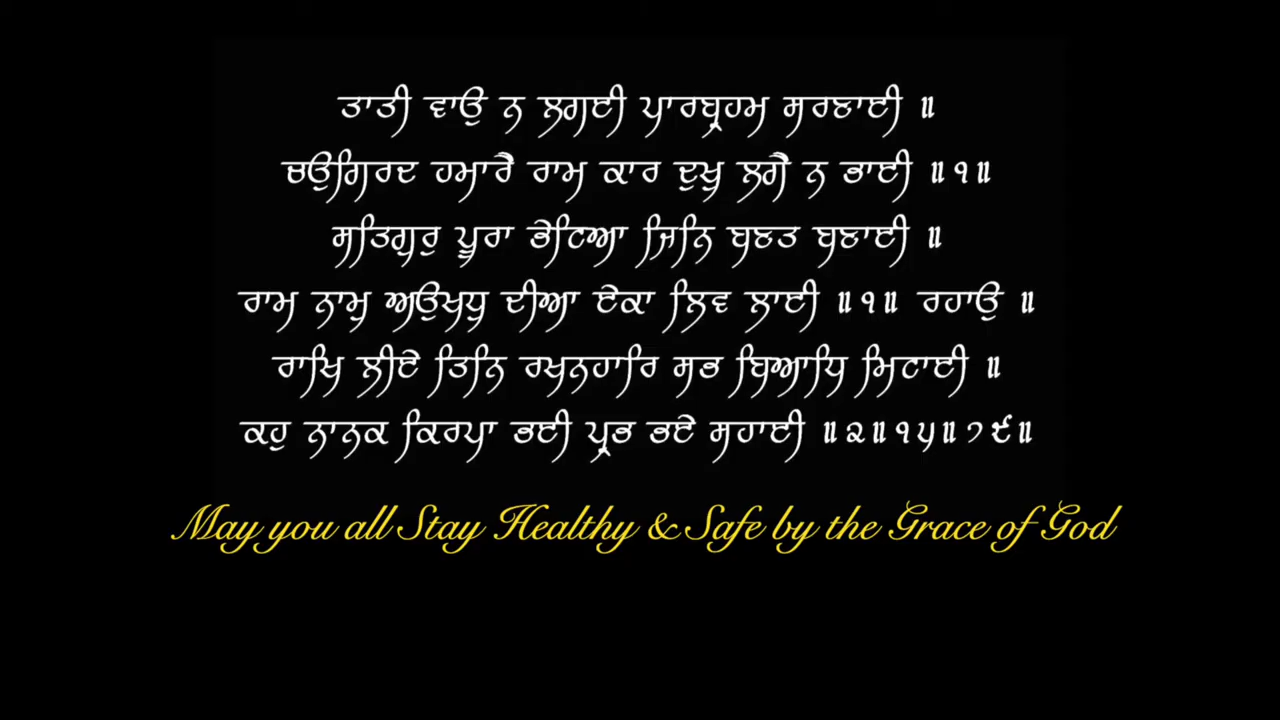 ਤਾਤੀ ਵਾਉ ਨ ਲਗਈ ਪਾਰਬ੍ਰਹਮ ਸਰਣਾਈ ॥
ਚਉਗਿਰਦ ਹਮਾਰੈ ਰਾਮ ਕਾਰ ਦੁਖੁ ਲਗੈ ਨ ਭਾਈ ॥੧॥
ਸਤਿਗੁਰੁ ਪੂਰਾ ਭੇਟਿਆ ਜਿਨਿ ਬਣਤ ਬਣਾਈ ॥
ਰਾਮ ਨਾਮੁ ਅਉਖਧੁ ਦੀਆ ਏਕਾ ਲਿਵ ਲਾਈ ॥੧॥ ਰਹਾਉ ॥
ਰਾਖਿ ਲੀਏ ਤਿਨਿ ਰਖਨਹਾਰਿ ਸਭ ਬਿਆਧਿ ਮਿਟਾਈ ॥
ਕਹੁ ਨਾਨਕ ਕਿਰਪਾ ਭਈ ਪ੍ਰਭ ਭਏ ਸਹਾਈ ॥੨॥੧੫॥੭੯॥
May you all Stay Healthy & Safe by the Grace of God